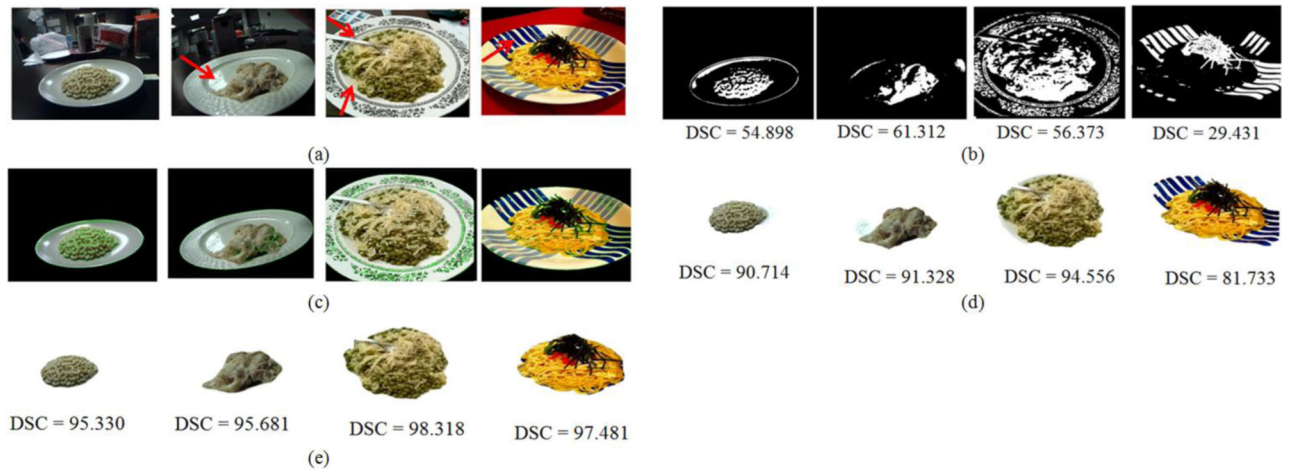 DSC = 54.898 DSC = 61.312 DSC = 56.373 DSC = 29.431
(a)
(b)
DSC = 90.714 DSC = 91.328 DSC = 94.556 DSC = 81.733
(c)
(d)
DSC = 95.330 DSC = 95.681 DSC = 98.318 DSC = 97.481
(e)